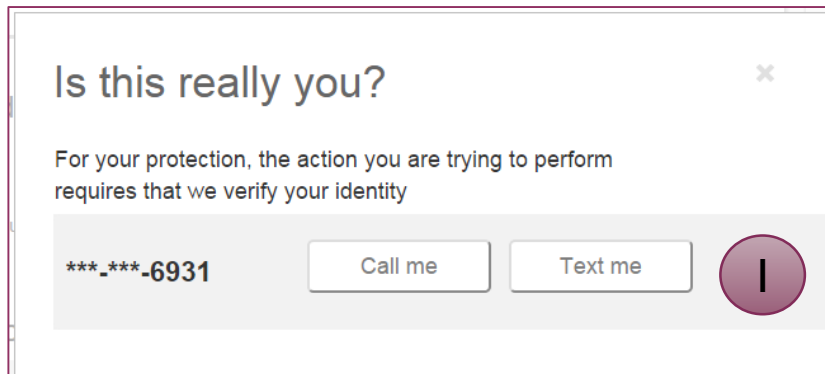 Is this really you?
×
For your protection, the action you are trying to perform
requires that we verify your identity
***-***-6931 Call me Text me I